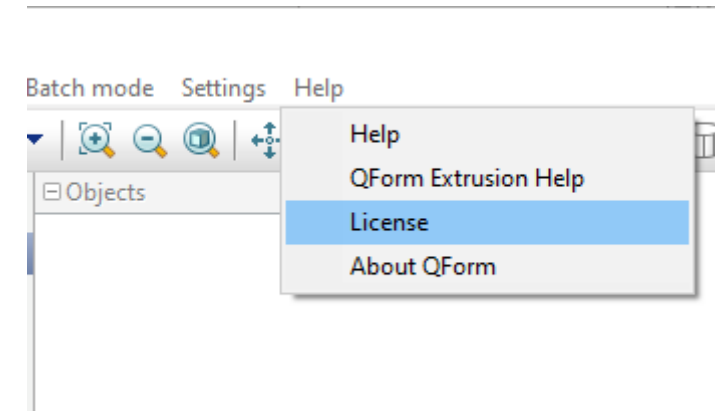 Batch mode Settings Help
Help
QForm Extrusion Help
Objects
License
About QForm